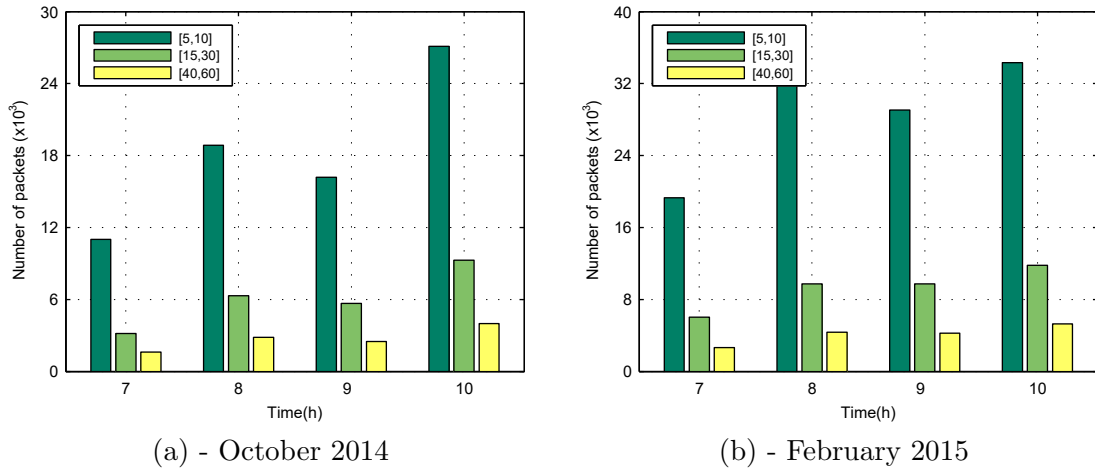 30
24
18
12
6
0
Number of packets (x10³)
[5,10]
[15,30]
[40,60]
7 8 9 10
Time(h)
(a) - October 2014
40
32
24
16
8
0
Number of packets (x10³)
[5,10]
[15,30]
[40,60]
7 8 9 10
Time(h)
(b) - February 2015